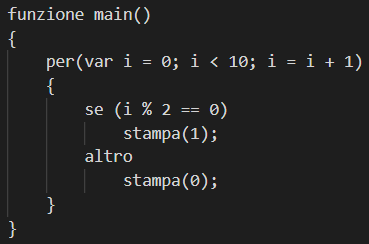 funzione main()
{
    per(var i = 0; i < 10; i = i + 1)
    {
        se (i % 2 == 0)
            stampa(1);
        altro
            stampa(0);
    }
}